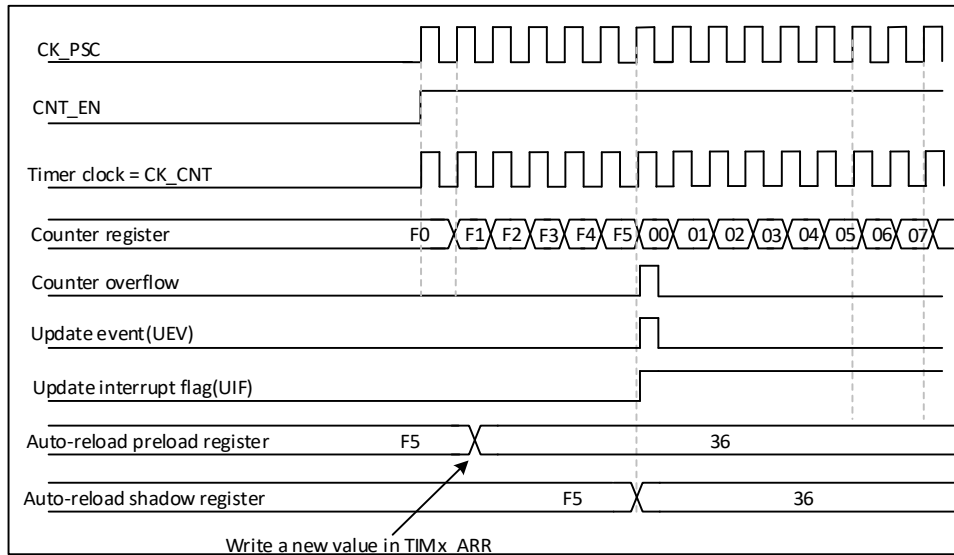 CK_PSC
CNT_EN
Timer clock = CK_CNT
Counter register F0 F1 F2 F3 F4 F5 00 01 02 03 04 05 06 07
Counter overflow
Update event(UEV)
Update interrupt flag(UIF)
Auto-reload preload register F5 36
Auto-reload shadow register F5 36
Write a new value in TIMx_ARR